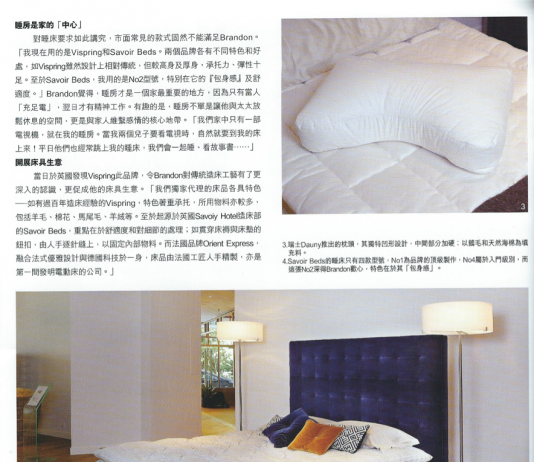 睡房是家的「中心」
對睡床要求如此講究，市面常見的款式固然不能滿足Brandon。
「我現在用的是Vispring和Savoir Beds。兩個品牌各有不同特色和好
處，如Vispring雖然設計上相對傳統，但較高身及厚身，承托力、彈性十
足。至於Savoir Beds，我用的是No2型號，特別在它的『包身感』及舒
適度。」Brandon覺得，睡房才是一個家最重要的地方，因為只有當人
「充足電」，翌日才有精神工作。有趣的是，睡房不單是讓他與太太放
鬆休息的空間，更是與家人維繫感情的核心地帶。「我們家中只有一部
電視機，就在我的睡房。當我兩個兒子要看電視時，自然就要到我的床
上來！平日他們也經常跳上我的睡床，我們會一起睡、看故事書……」
開展床具生意
當日於英國發現Vispring此品牌，令Brandon對傳統造床工藝有了更
深入的認識，更促成他的床具生意。「我們獨家代理的床品各具特色
──如有過百年造床經驗的Vispring，特色著重承托，所用物料亦較多，
包括羊毛、棉花、馬尾毛、羊絨等。至於起源於英國Savoiy Hotel造床部
的Savoir Beds，重點在於舒適度和對細節的處理；如貫穿床褥與床墊的
鈕扣，由人手逐針縫上，以固定內部物料。而法國品牌Orient Express，
融合法式優雅設計與德國科技於一身，床品由法國工匠人手精製，亦是
第一間發明電動床的公司。」
3
3.瑞士Dauny推出的枕頭，其獨特凹形設計，中間部分加硬；以鵝毛和天然海棉為填
充料。
4.Savoir Beds的睡床只有四款型號，No1為品牌的頂級製作，No4屬於入門級別，而
這張No2深得Brandon歡心，特色在於其「包身感」。